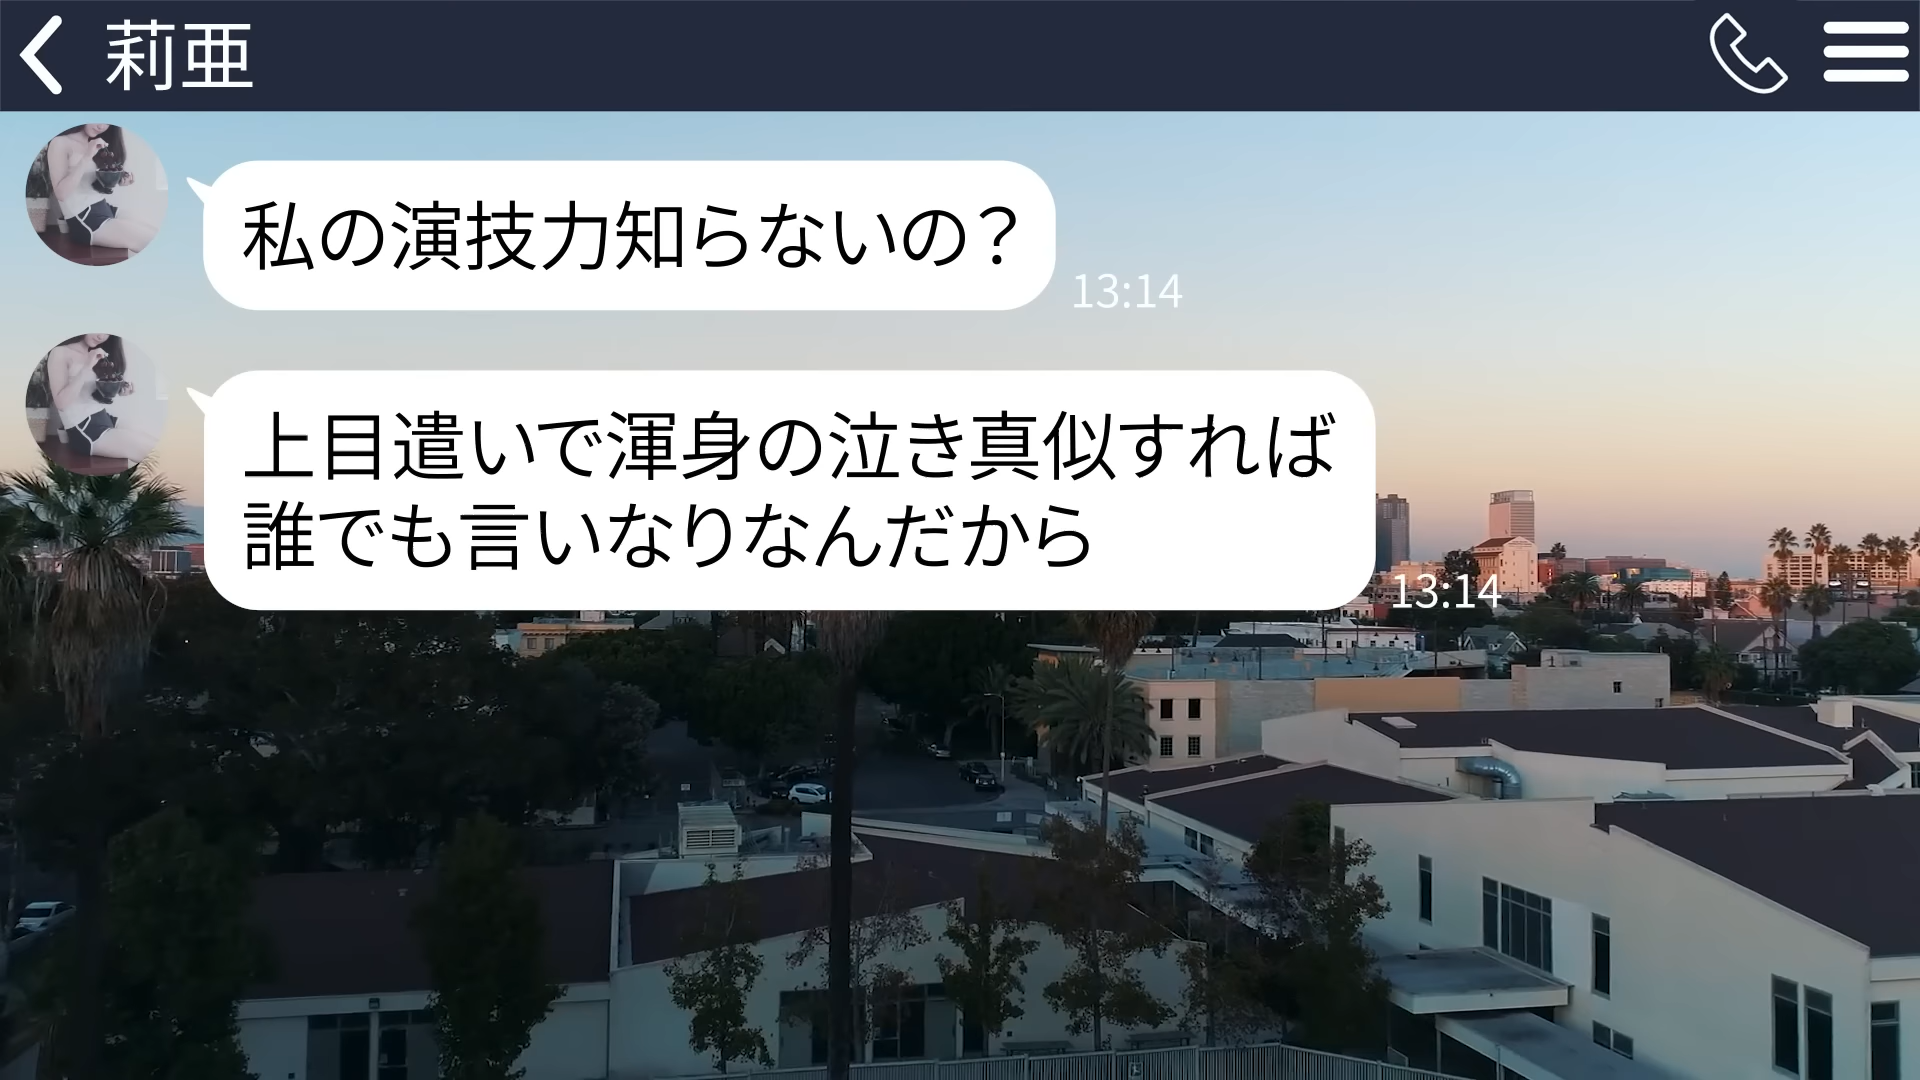 莉亜
私の演技力知らないの？
13:14
上目遣いで渾身の泣き真似すれば
誰でも言いなりなんだから
13:14